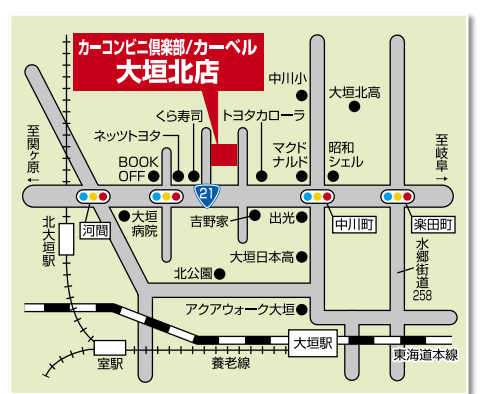 カーコンビニ倶楽部/カーベル
大垣北店
中川小
大垣北高
くら寿司
トヨタカローラ
ネッツトヨタ
BOOK
OFF
マクド
ナルド
昭和
シェル
至関ヶ原
←
至岐阜
→
21
河間
大垣
病院
吉野家
出光
中川町
楽田町
北大垣駅
北公園
大垣日本高
水郷街道
258
アクアウォーク大垣
大垣駅
室駅
養老線
東海道本線